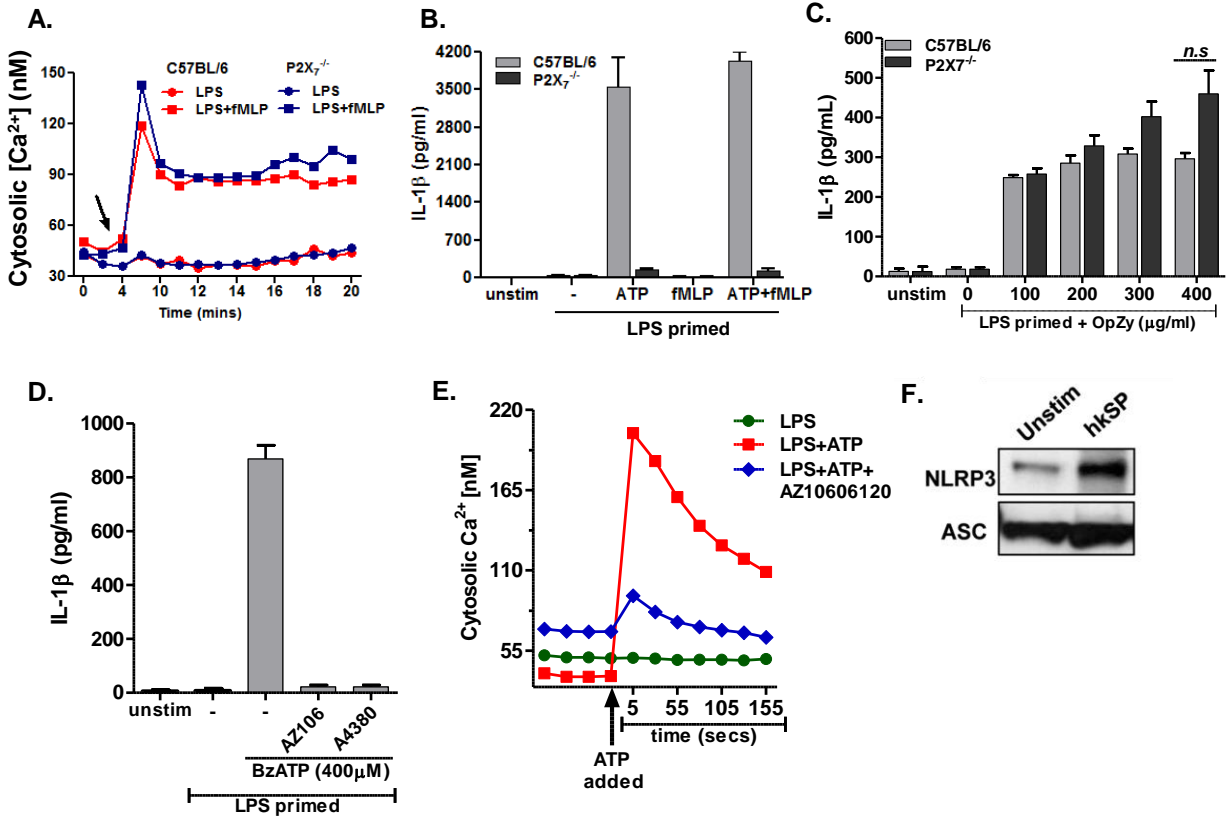 A.
Cytosolic [Ca2+] (nM)
150
120
90
60
30
C57BL/6
LPS
LPS+fMLP
P2X7-/-
LPS
LPS+fMLP
0 2 4 8 10 12 14 16 18 20
Time (mins)
B.
IL-1β (pg/ml)
4200
3500
2800
2100
1400
700
0
C57BL/6
P2X7-/-
unstim - ATP fMLP ATP+fMLP
LPS primed
C.
IL-1β (pg/mL)
600
500
400
300
200
100
0
C57BL/6
P2X7-/-
n.s
unstim 0 100 200 300 400
LPS primed + OpZy (μg/ml)
D.
IL-1β (pg/ml)
1000
800
600
400
200
0
unstim - - AZ106 A4380
BzATP (400μM)
LPS primed
E.
Cytosolic Ca2+ [nM]
220
165
110
55
LPS
LPS+ATP
LPS+ATP+
AZ10606120
5 55 105 155
time (secs)
ATP
added
F.
Unstim hkSP
NLRP3
ASC